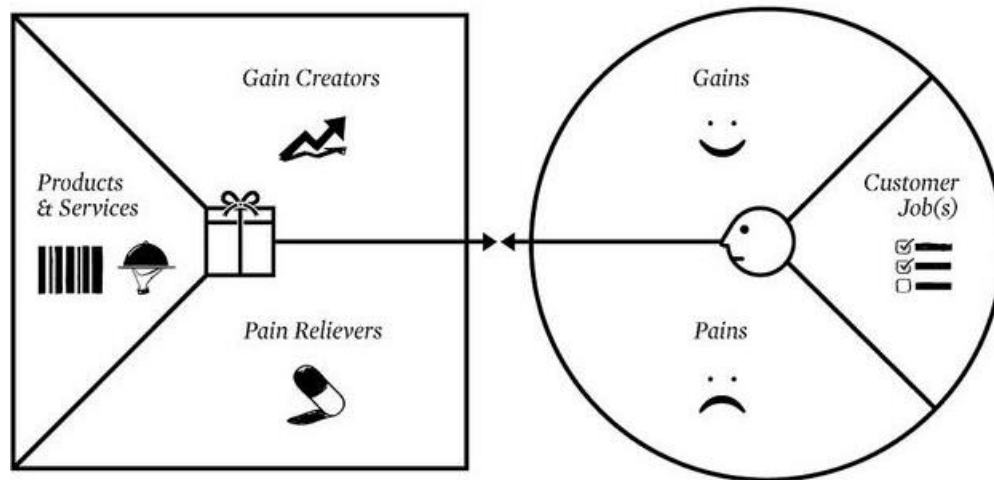 Gain Creators
Products
& Services
Pain Relievers
Gains
Customer
Job(s)
Pains